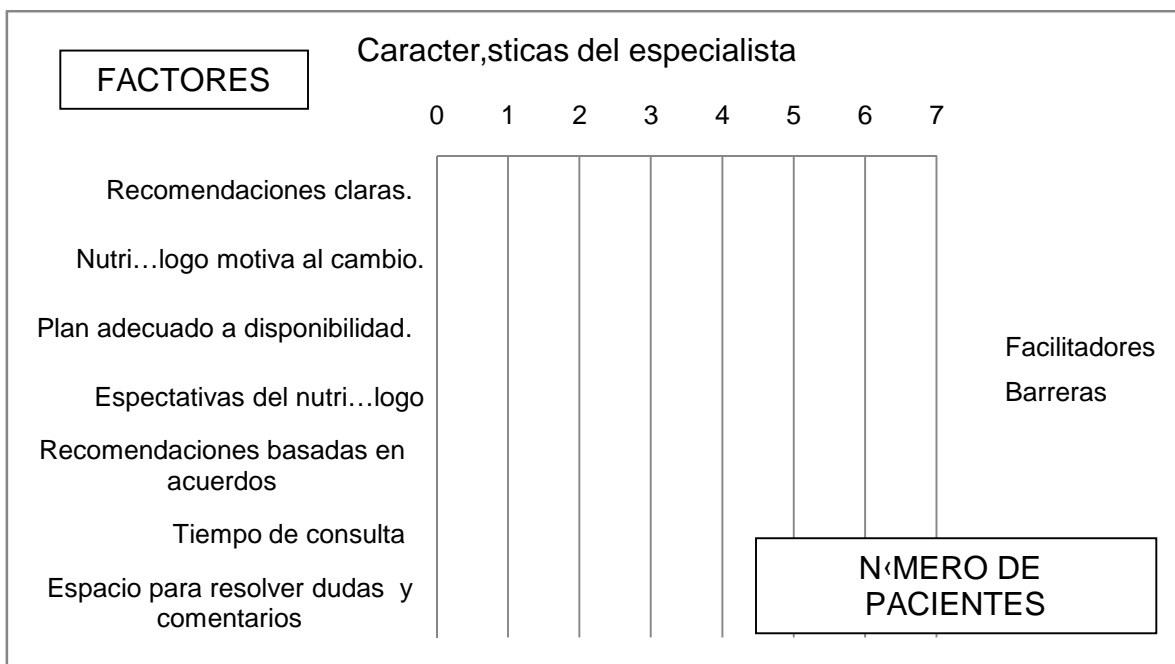 Caracter,sticas del especialista
FACTORES
0 1 2 3 4 5 6 7
Recomendaciones claras.
Nutri…logo motiva al cambio.
Plan adecuado a disponibilidad.
Espectativas del nutri…logo
Recomendaciones basadas en
acuerdos
Tiempo de consulta
Espacio para resolver dudas y
comentarios
Facilitadores
Barreras
N‹MERO DE
PACIENTES